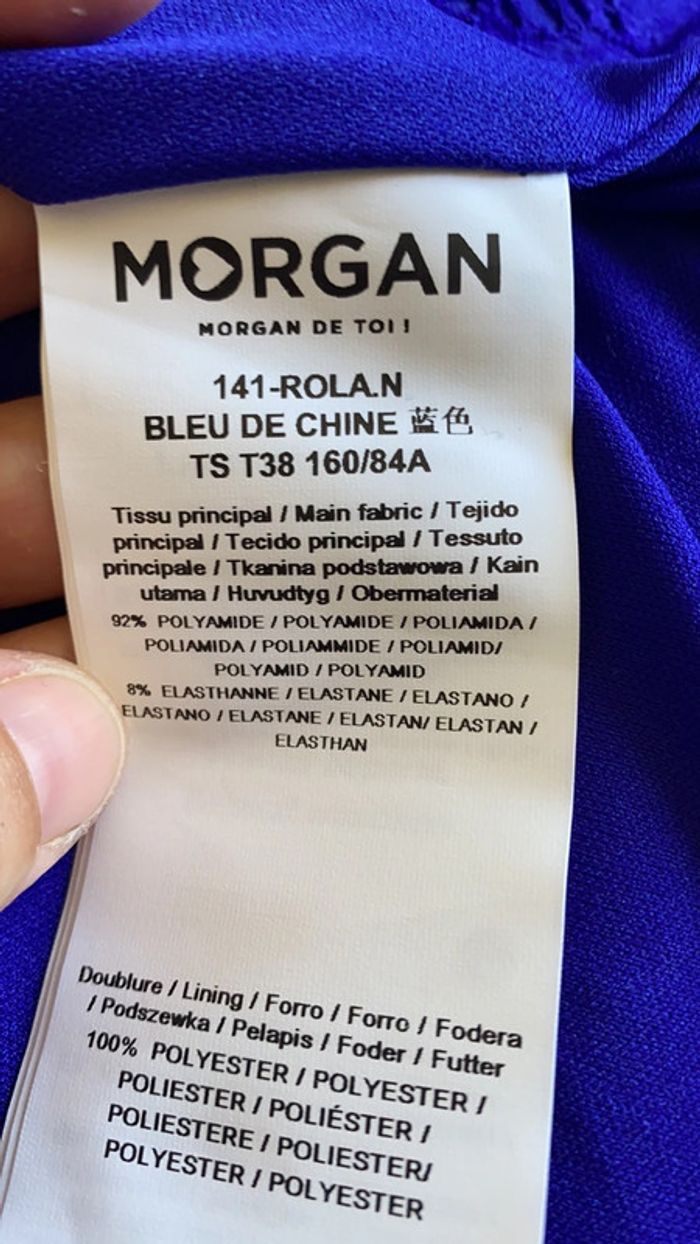 MORGAN
MORGAN DE TOI !
141-ROLA.N
BLEU DE CHINE 蓝色
TS T38 160/84A
Tissu principal / Main fabric / Tejido
principal / Tecido principal / Tessuto
principale / Tkanina podstawowa / Kain
utama / Huvudtyg / Obermaterial
92% POLYAMIDE / POLYAMIDE / POLIAMIDA /
POLIAMIDA / POLIAMMIDE / POLIAMID/
POLYAMID / POLYAMID
8% ELASTHANNE / ELASTANE / ELASTANO /
ELASTANO / ELASTANE / ELASTAN/ ELASTAN /
ELASTHAN
Doublure / Lining / Forro / Forro / Fodera
/ Podszewka / Pelapis / Foder / Futter
100% POLYESTER / POLYESTER /
POLIESTER / POLIÉSTER /
POLIESTERE / POLIESTER/
POLYESTER / POLYESTER